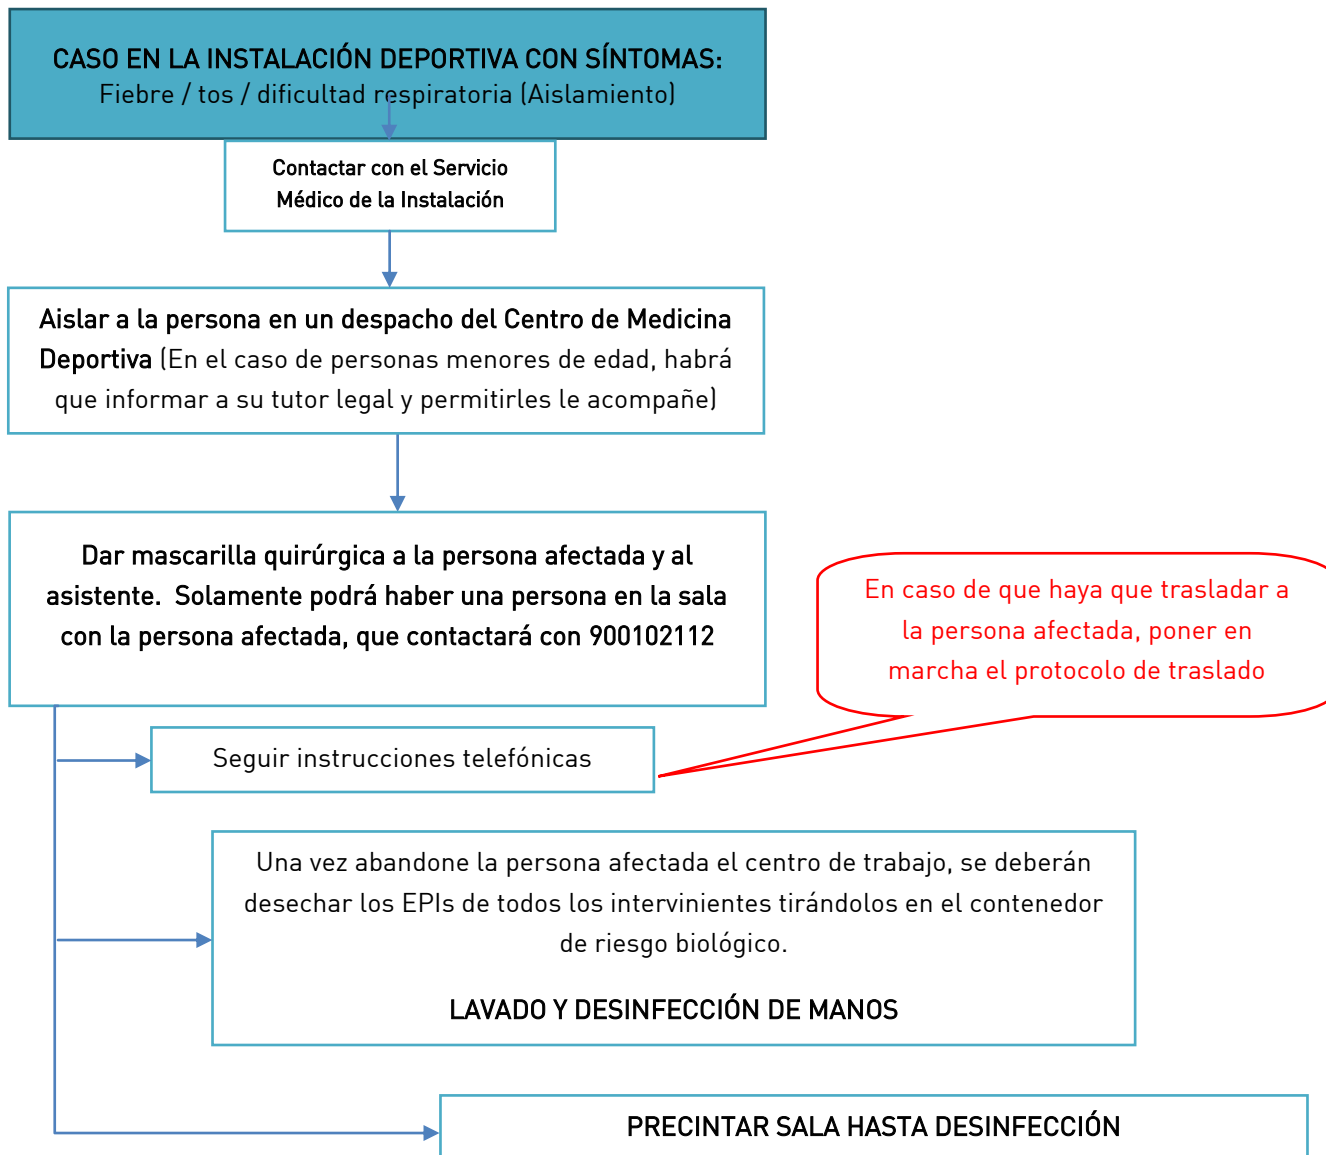 CASO EN LA INSTALACIÓN DEPORTIVA CON SÍNTOMAS:
Fiebre / tos / dificultad respiratoria (Aislamiento)
Contactar con el Servicio
Médico de la Instalación
Aislar a la persona en un despacho del Centro de Medicina
Deportiva (En el caso de personas menores de edad, habrá
que informar a su tutor legal y permitirles le acompañe)
Dar mascarilla quirúrgica a la persona afectada y al
asistente. Solamente podrá haber una persona en la sala
con la persona afectada, que contactará con 900102112
En caso de que haya que trasladar a
la persona afectada, poner en
marcha el protocolo de traslado
Seguir instrucciones telefónicas
Una vez abandone la persona afectada el centro de trabajo, se deberán
desechar los EPIs de todos los intervinientes tirándolos en el contenedor
de riesgo biológico.
LAVADO Y DESINFECCIÓN DE MANOS
PRECINTAR SALA HASTA DESINFECCIÓN